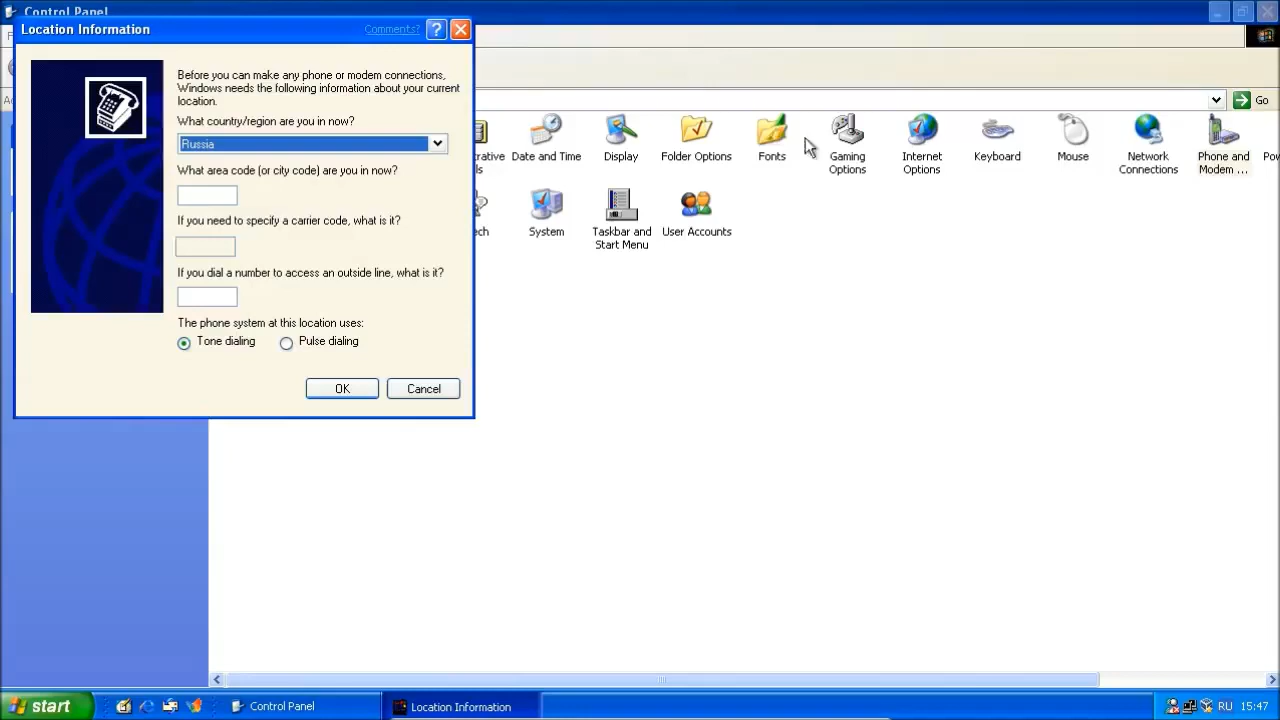 Control Panel
Location Information
Comments?
Before you can make any phone or modem connections,
Windows needs the following information about your current
location.
What country/region are you in now?
Russia
What area code (or city code) are you in now?
If you need to specify a carrier code, what is it?
If you dial a number to access an outside line, what is it?
The phone system at this location uses:
Tone dialing
Pulse dialing
OK
Cancel
Go
Date and Time
Display
Folder Options
Fonts
Gaming
Options
Internet
Options
Keyboard
Mouse
Network
Connections
Phone and
Modem ...
System
Taskbar and
Start Menu
User Accounts
start
Control Panel
Location Information
RU
15:47